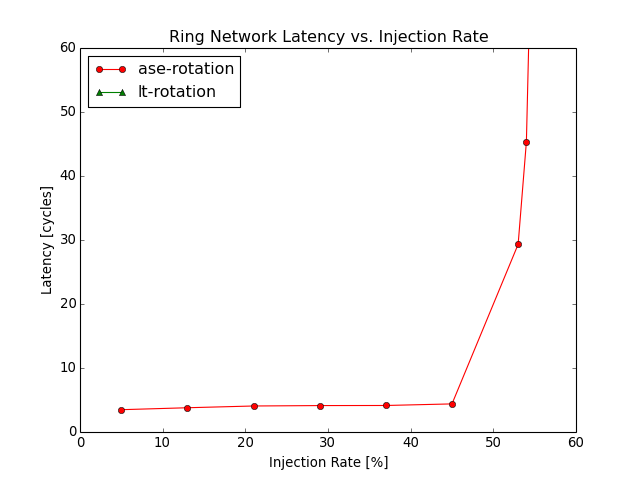 Ring Network Latency vs. Injection Rate
ase-rotation
lt-rotation
60
50
40
30
20
10
0
Latency [cycles]
0 10 20 30 40 50 60
Injection Rate [%]